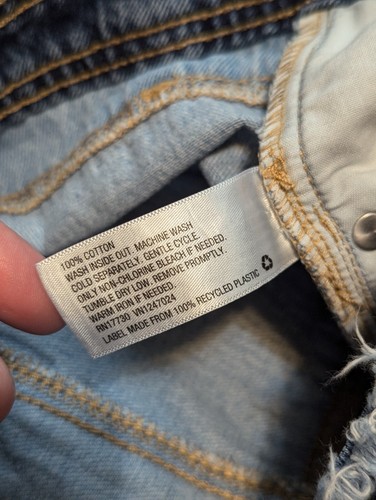 100% COTTON
WASH INSIDE OUT. MACHINE WASH
COLD SEPARATELY, GENTLE CYCLE.
ONLY NON-CHLORINE BLEACH IF NEEDED.
TUMBLE DRY LOW. REMOVE PROMPTLY.
WARM IRON IF NEEDED.
RN17730 VN1247024
LABEL MADE FROM 100% RECYCLED PLASTIC